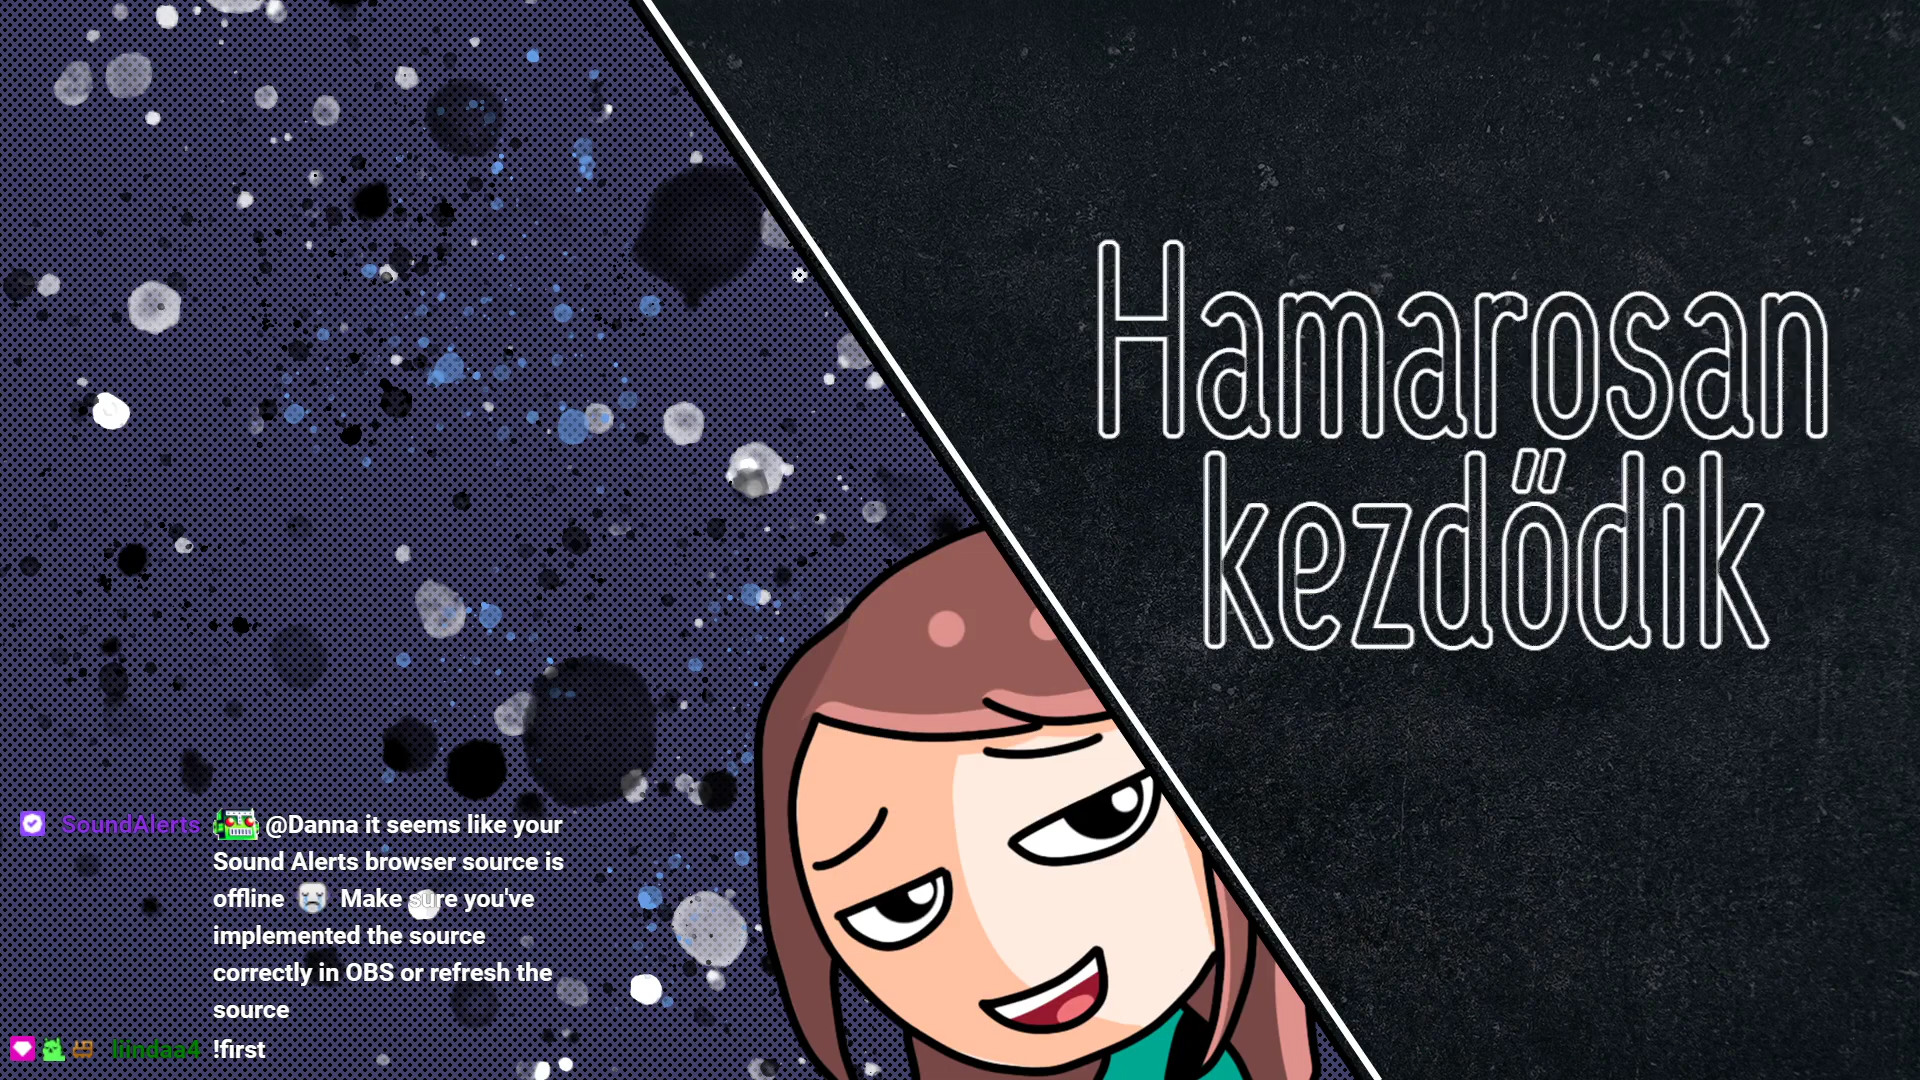 Hamarosan
kezdődik
SoundAlerts @Danna it seems like your
Sound Alerts browser source is
offline Make sure you've
implemented the source
correctly in OBS or refresh the
source
liindaa4 !first